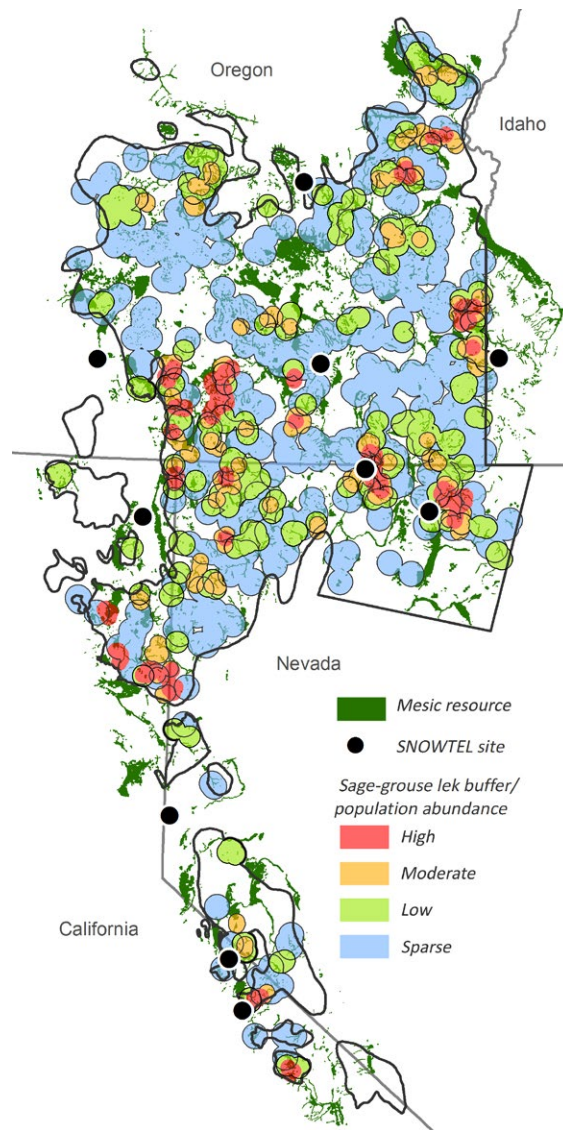 Oregon
Idaho
Nevada
Mesic resource
SNOWTEL site
Sage-grouse lek buffer/
population abundance
High
Moderate
California
Low
Sparse